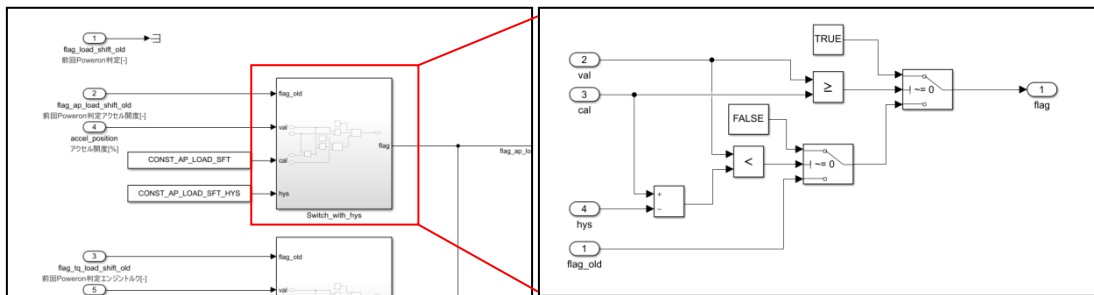 1
flag_load_shift_old
前回Poweron判定[-]
2
flag_ap_load_shift_old
前回Poweron判定アクセル開度[-]
4
accel_position
アクセル開度[%]
CONST_AP_LOAD_SFT
CONST_AP_LOAD_SFT_HYS
flag_old
val
cal
hys
flag
Switch_with_hys
flag_ap_lo
3
flag_tq_load_shift_old
前回Poweron判定エンジントルク[-]
5
flag_old
val
2
val
3
cal
4
hys
1
flag_old
TRUE
≥
~= 0
FALSE
<
~= 0
+
−
1
flag